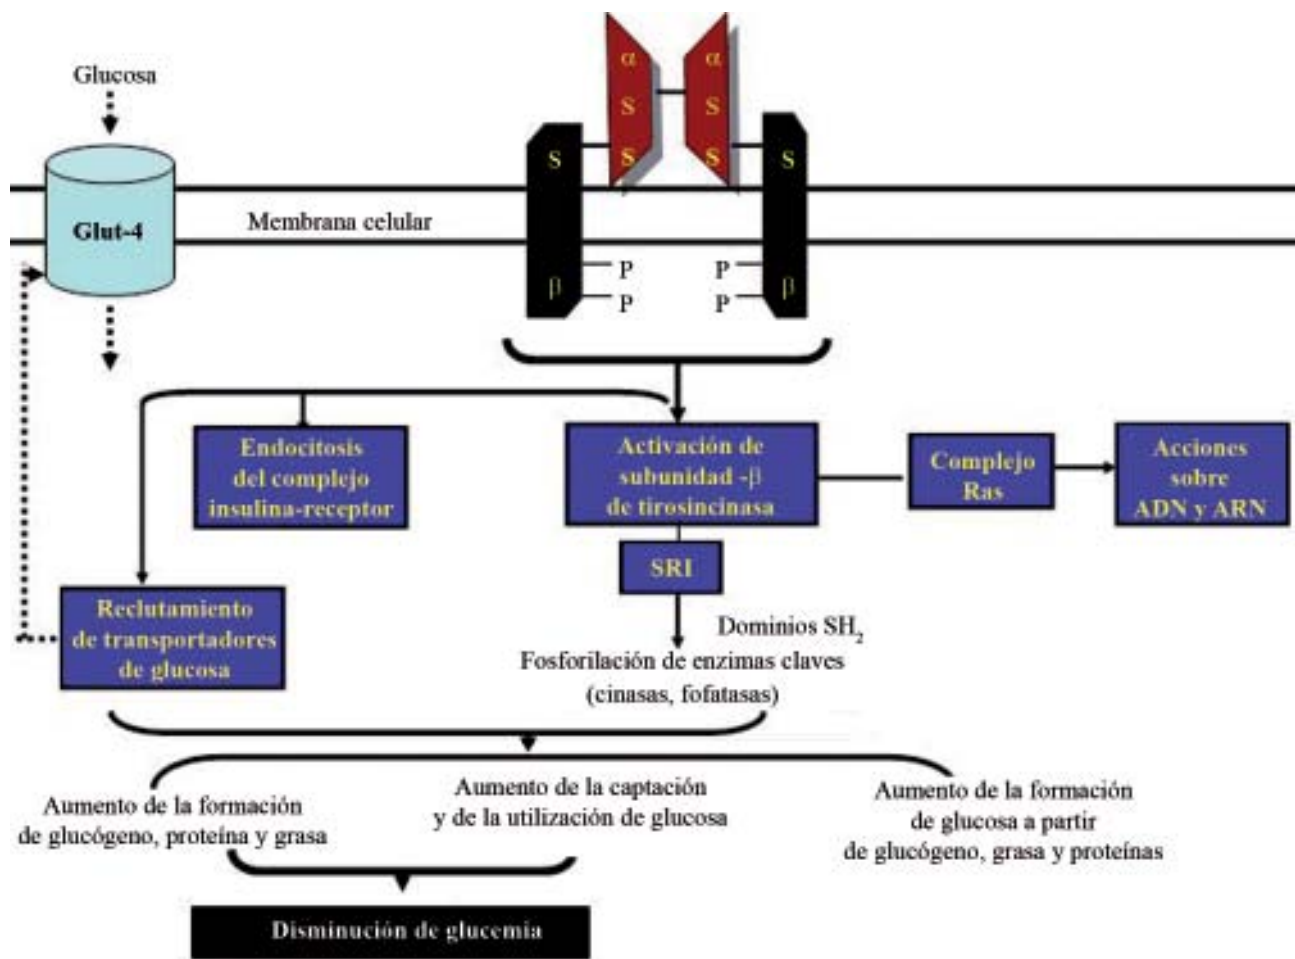 Glucosa
α
α
S
S
S
S
S
S
Glut-4
Membrana celular
P
P
β
β
P
P
Endocitosis
del complejo
insulina-receptor
Activación de
subunidad -β
de tirosincinasa
Complejo
Ras
Acciones
sobre
ADN y ARN
SRI
Reclutamiento
de transportadores
de glucosa
Dominios SH2
Fosforilación de enzimas claves
(cinasas, fofatasas)
Aumento de la formación
de glucógeno, proteína y grasa
Aumento de la captación
y de la utilización de glucosa
Aumento de la formación
de glucosa a partir
de glucógeno, grasa y proteínas
Disminución de glucemia